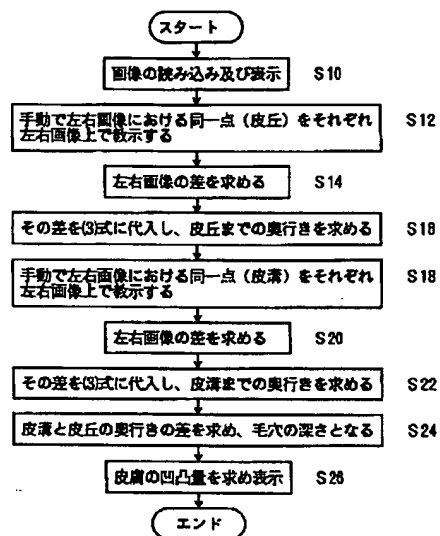 スタート
画像の読み込み及び表示 S10
手動で左右画像における同一点（皮丘）をそれぞれ S12
左右画像上で教示する
左右画像の差を求める S14
その差を(3)式に代入し、皮丘までの奥行きを求める S16
手動で左右画像における同一点（皮溝）をそれぞれ S18
左右画像上で教示する
左右画像の差を求める S20
その差を(3)式に代入し、皮溝までの奥行きを求める S22
皮溝と皮丘の奥行きの差を求め、毛穴の深さとなる S24
皮膚の凹凸量を求め表示 S26
エンド